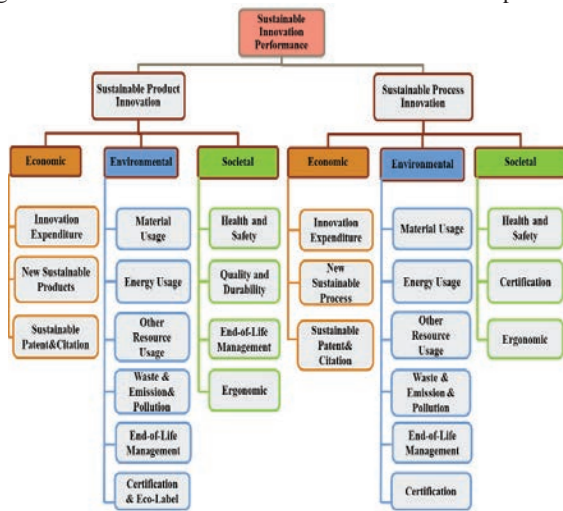 Sustainable
Innovation
Performance
Sustainable Product
Innovation
Sustainable Process
Innovation
Economic
Environmental
Societal
Economic
Environmental
Societal
Innovation
Expenditure
New Sustainable
Products
Sustainable
Patent&Citation
Material
Usage
Energy Usage
Other
Resource
Usage
Waste &
Emission&
Pollution
End-of-Life
Management
Certification
& Eco-Label
Health and
Safety
Quality and
Durability
End-of-Life
Management
Ergonomic
Innovation
Expenditure
New
Sustainable
Process
Sustainable
Patent&
Citation
Material Usage
Energy Usage
Other
Resource
Usage
Waste &
Emission &
Pollution
End-of-Life
Management
Certification
Health and
Safety
Certification
Ergonomic